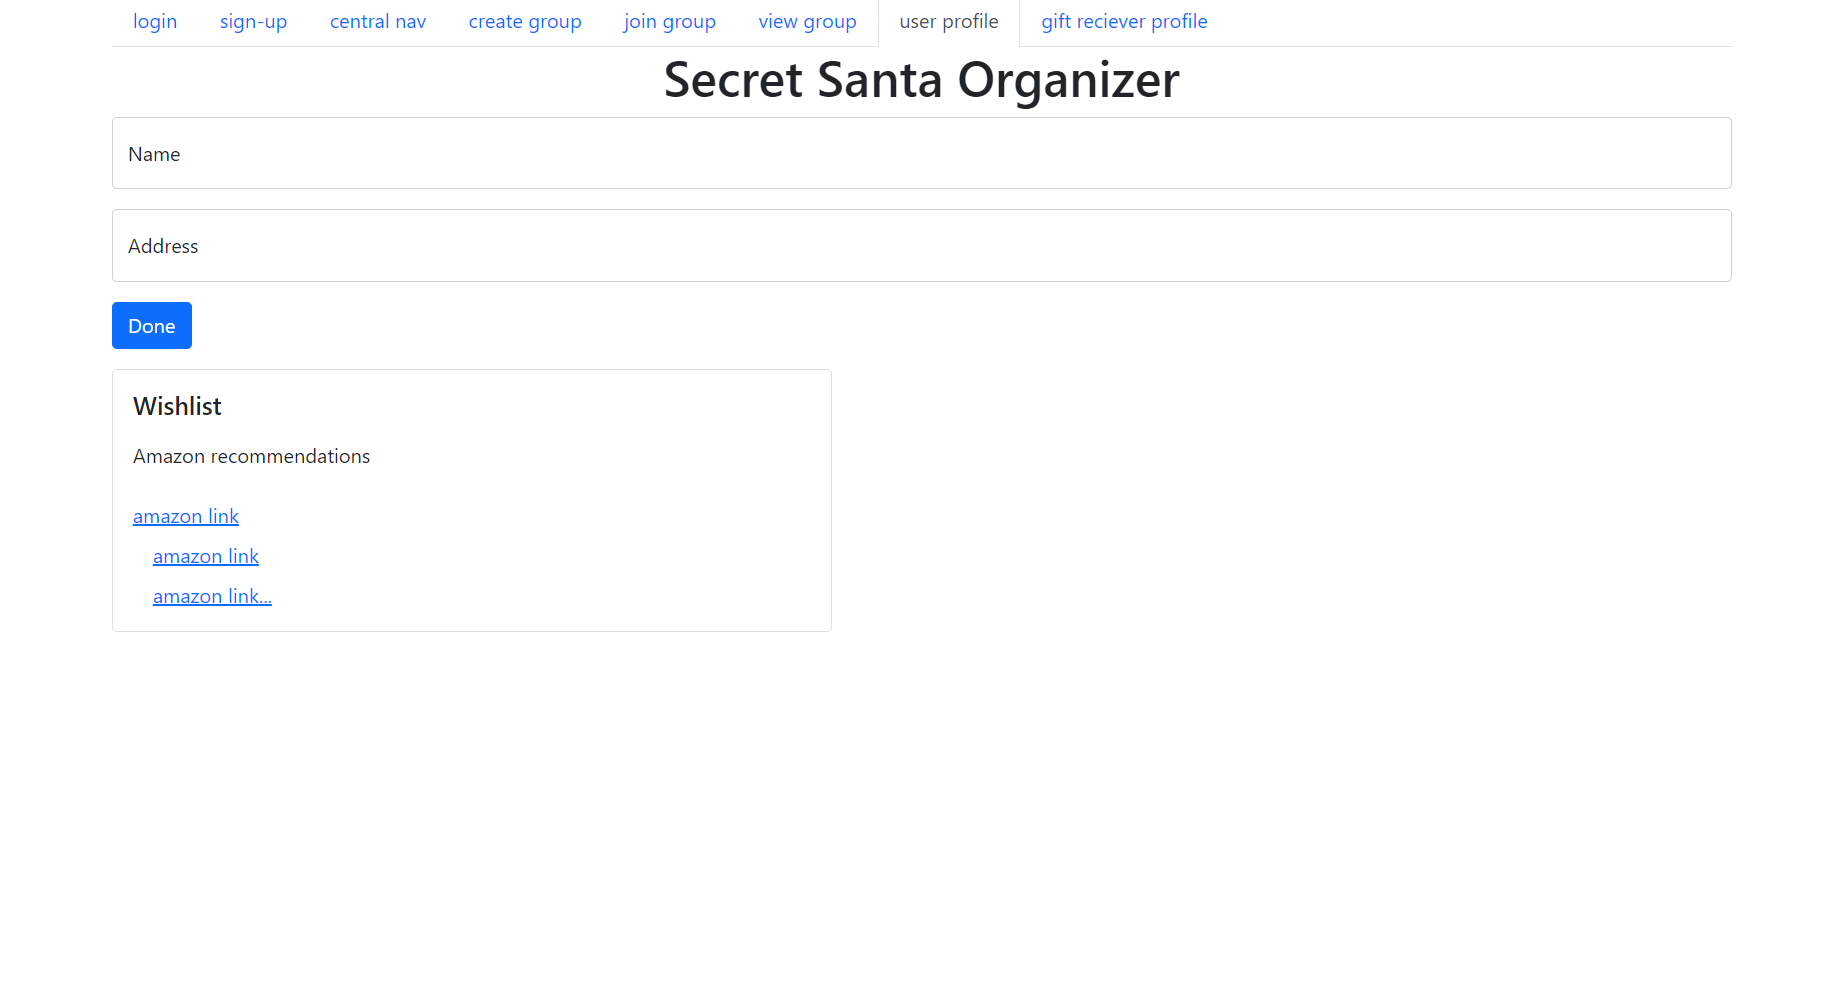 login sign-up central nav create group join group view group user profile gift reciever profile
Secret Santa Organizer
Name
Address
Done
Wishlist
Amazon recommendations
amazon link
amazon link
amazon link...